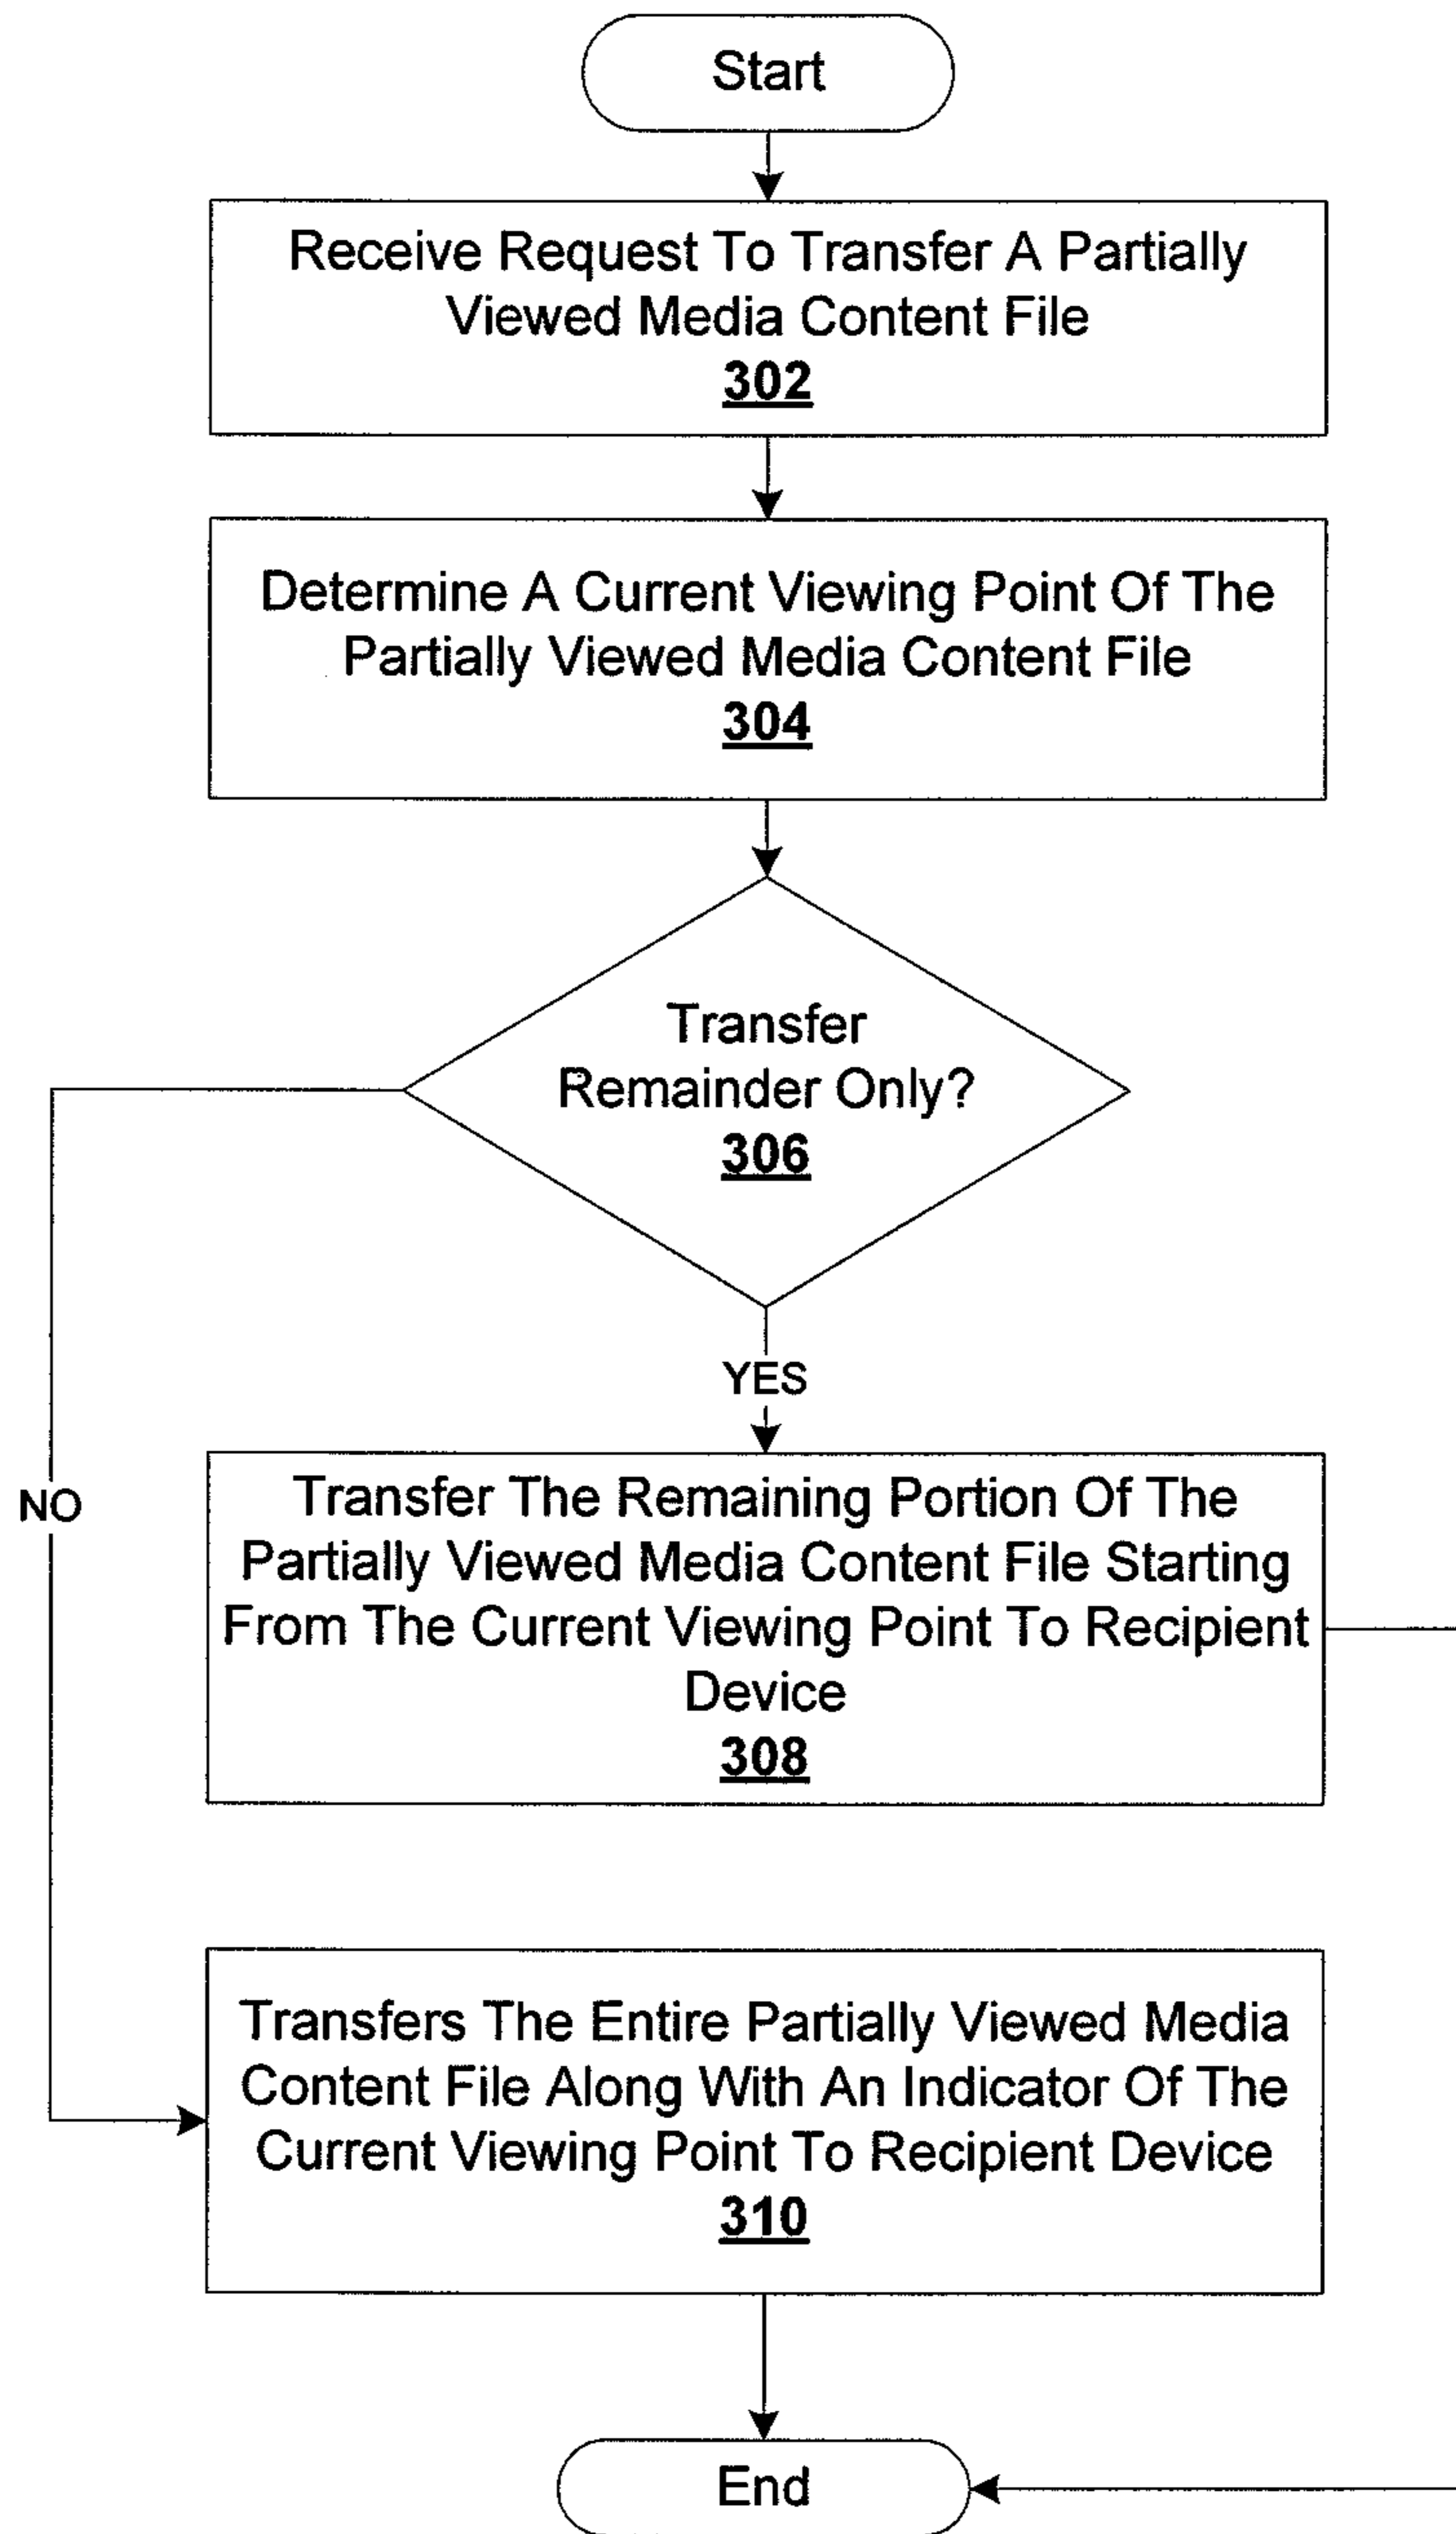 Start
Receive Request To Transfer A Partially
Viewed Media Content File
302
Determine A Current Viewing Point Of The
Partially Viewed Media Content File
304
Transfer
Remainder Only?
306
YES
NO
Transfer The Remaining Portion Of The
Partially Viewed Media Content File Starting
From The Current Viewing Point To Recipient
Device
308
Transfers The Entire Partially Viewed Media
Content File Along With An Indicator Of The
Current Viewing Point To Recipient Device
310
End